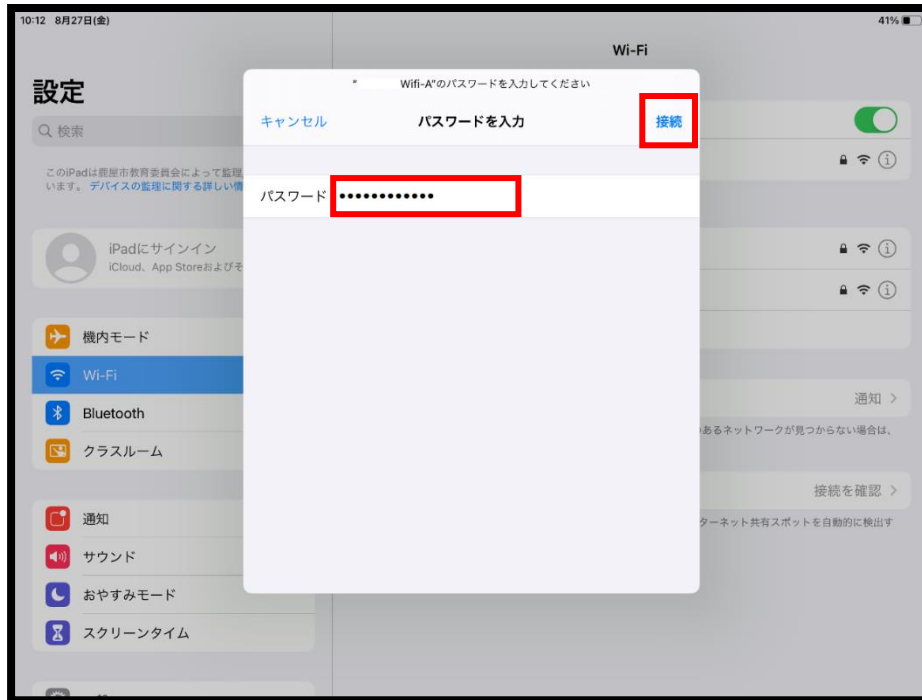 10:12 8月27日(金)
41%
Wi-Fi
設定
検索
このiPadは鹿屋市教育委員会によって監理
います。デバイスの監理に関する詳しい情
iPadにサインイン
iCloud、App Storeおよびそ
機内モード
Wi-Fi
Bluetooth
クラスルーム
通知
サウンド
おやすみモード
スクリーンタイム
" Wifi-A"のパスワードを入力してください
キャンセル
パスワードを入力
接続
パスワード ••••••••••••
通知
あるネットワークが見つからない場合は、
接続を確認
ターネット共有スポットを自動的に検出す